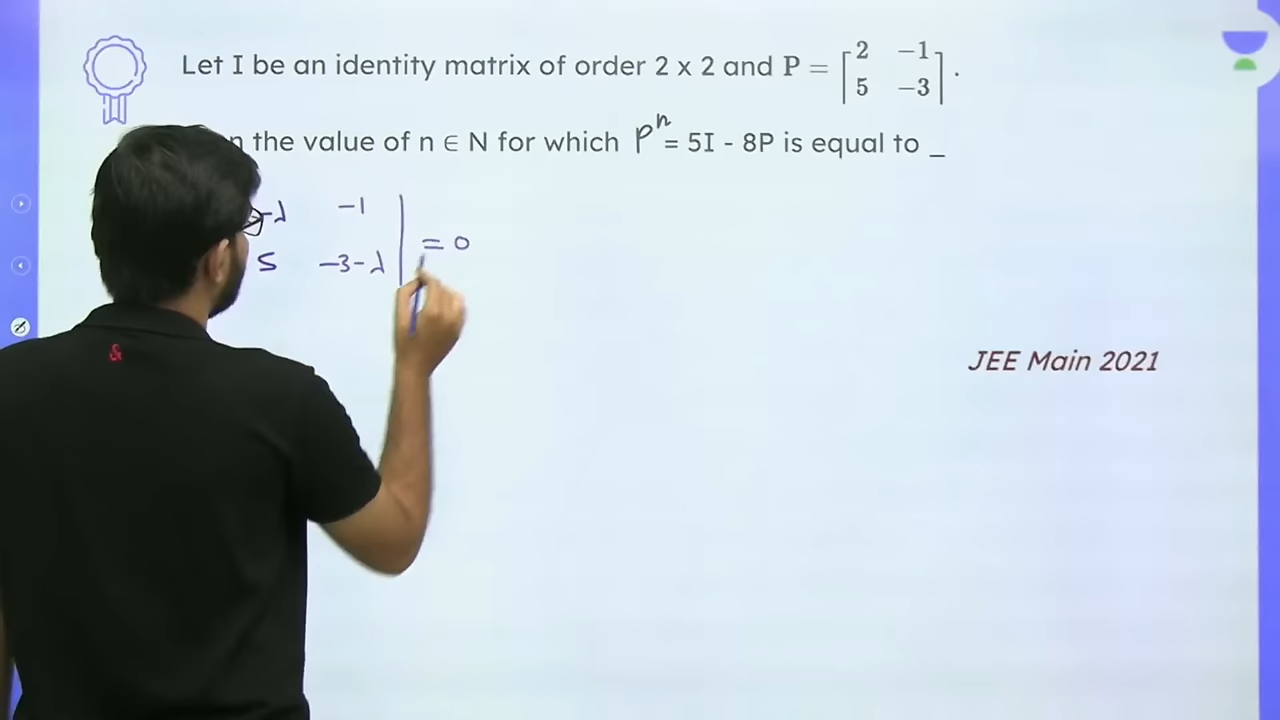 Let I be an identity matrix of order 2 x 2 and P = [2 -1
5 -3].
n the value of n ∈ N for which Pⁿ = 5I - 8P is equal to _
-λ -1
5 -3-λ | = 0
JEE Main 2021